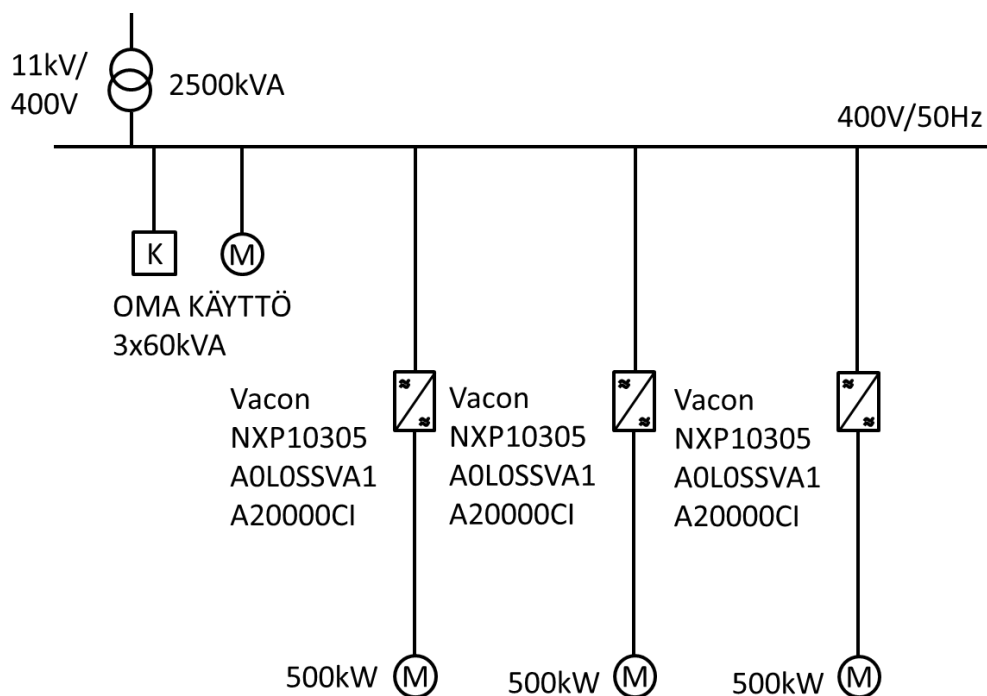 11kV/
400V
2500kVA
400V/50Hz
K
M
OMA KÄYTTÖ
3x60kVA
Vacon
NXP10305
A0L0SSVA1
A20000CI
Vacon
NXP10305
A0L0SSVA1
A20000CI
Vacon
NXP10305
A0L0SSVA1
A20000CI
500kW
M
500kW
M
500kW
M